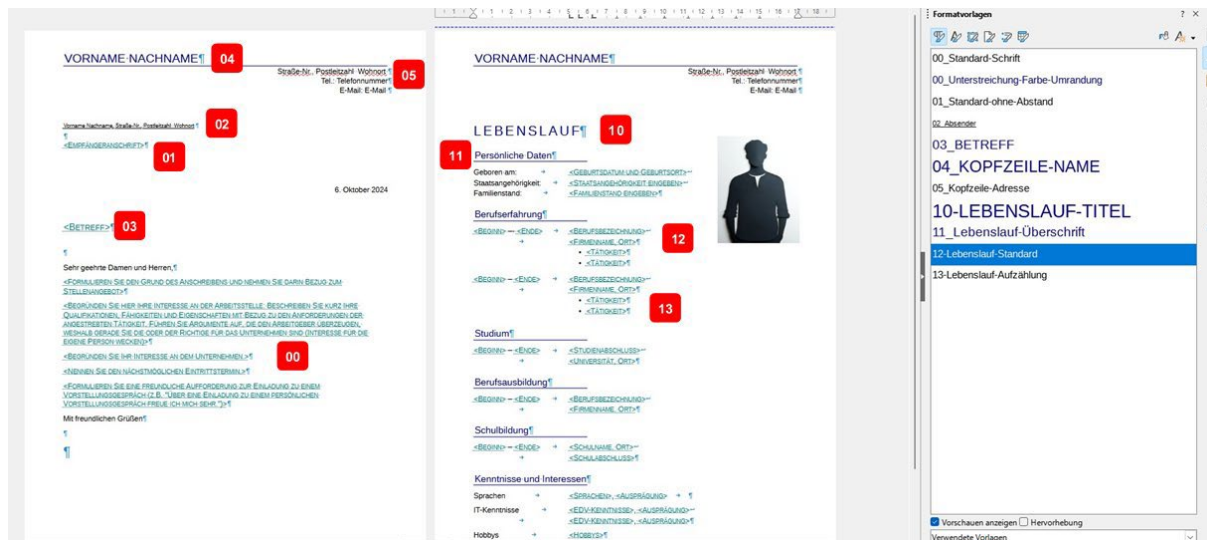 VORNAME·NACHNAME¶
04
Straße-Nr., Postleitzahl Wohnort ¶
05
Tel.: Telefonnummer¶
E-Mail: E-Mail ¶
Vorname Nachname, Straße-Nr., Postleitzahl Wohnort ¶
02
¶
<EMPFÄNGERANSCHRIFT>¶
01
6. Oktober 2024
<BETREFF>¶
03
¶
Sehr geehrte Damen und Herren,¶
<FORMULIEREN SIE DEN GRUND DES ANSCHREIBENS UND NEHMEN SIE DARIN BEZUG ZUM
STELLENANGEBOT>¶
<BEGRÜNDEN SIE HIER IHRE INTERESSE AN DER ARBEITSSTELLE: BESCHREIBEN SIE KURZ IHRE
QUALIFIKATIONEN, FÄHIGKEITEN UND EIGENSCHAFTEN MIT BEZUG ZU DEN ANFORDERUNGEN DER
ANGESTREBTEN TÄTIGKEIT. FÜHREN SIE ARGUMENTE AUF, DIE DEN ARBEITGEBER ÜBERZEUGEN,
WESHALB GERADE SIE DIE ODER DER RICHTIGE FÜR DAS UNTERNEHMEN SIND (INTERESSE FÜR DIE
EIGENE PERSON WECKEN)>¶
<BEGRÜNDEN SIE IHR INTERESSE AN DEM UNTERNEHMEN.>¶
00
<NENNEN SIE DEN NÄCHSTMÖGLICHEN EINTRITTSTERMIN.>¶
<FORMULIEREN SIE EINE FREUNDLICHE AUFFORDERUNG ZUR EINLADUNG ZU EINEM
VORSTELLUNGSGESPRÄCH (Z.B. "ÜBER EINE EINLADUNG ZU EINEM PERSÖNLICHEN
VORSTELLUNGSGESPRÄCH FREUE ICH MICH SEHR.")>¶
Mit freundlichen Grüßen¶
¶
¶
VORNAME·NACHNAME¶
Straße-Nr., Postleitzahl Wohnort ¶
Tel.: Telefonnummer¶
E-Mail: E-Mail ¶
LEBENSLAUF¶
10
11
Persönliche Daten¶
Geboren am: → <GEBURTSDATUM UND GEBURTSORT>
Staatsangehörigkeit: → <STAATSANGEHÖRIGKEIT EINGEBEN>
Familienstand: → <FAMILIENSTAND EINGEBEN>¶
Berufserfahrung¶
<BEGINN> – <ENDE> → <BERUFSBEZEICHNUNG>
12
→ <FIRMENNAME, ORT>¶
• <TÄTIGKEIT>¶
• <TÄTIGKEIT>¶
<BEGINN> – <ENDE> → <BERUFSBEZEICHNUNG>
→ <FIRMENNAME, ORT>¶
• <TÄTIGKEIT>¶
13
• <TÄTIGKEIT>¶
Studium¶
<BEGINN> – <ENDE> → <STUDIENABSCHLUSS>
→ <UNIVERSITÄT, ORT>¶
Berufsausbildung¶
<BEGINN> – <ENDE> → <BERUFSBEZEICHNUNG>
→ <FIRMENNAME, ORT>¶
Schulbildung¶
<BEGINN> – <ENDE> → <SCHULNAME, ORT>
→ <SCHULABSCHLUSS>¶
Kenntnisse und Interessen¶
Sprachen → <SPRACHEN>, <AUSPRÄGUNG> → ¶
IT-Kenntnisse → <EDV-KENNTNISSE>, <AUSPRÄGUNG>
→ <EDV-KENNTNISSE>, <AUSPRÄGUNG>¶
Hobbys → <HOBBYS>¶
Formatvorlagen ? ×
00_Standard-Schrift
00_Unterstreichung-Farbe-Umrandung
01_Standard-ohne-Abstand
02_Absender
03_BETREFF
04_KOPFZEILE-NAME
05_Kopfzeile-Adresse
10-LEBENSLAUF-TITEL
11_Lebenslauf-Überschrift
12-Lebenslauf-Standard
13-Lebenslauf-Aufzählung
Vorschauen anzeigen Hervorhebung
Verwendete Vorlagen